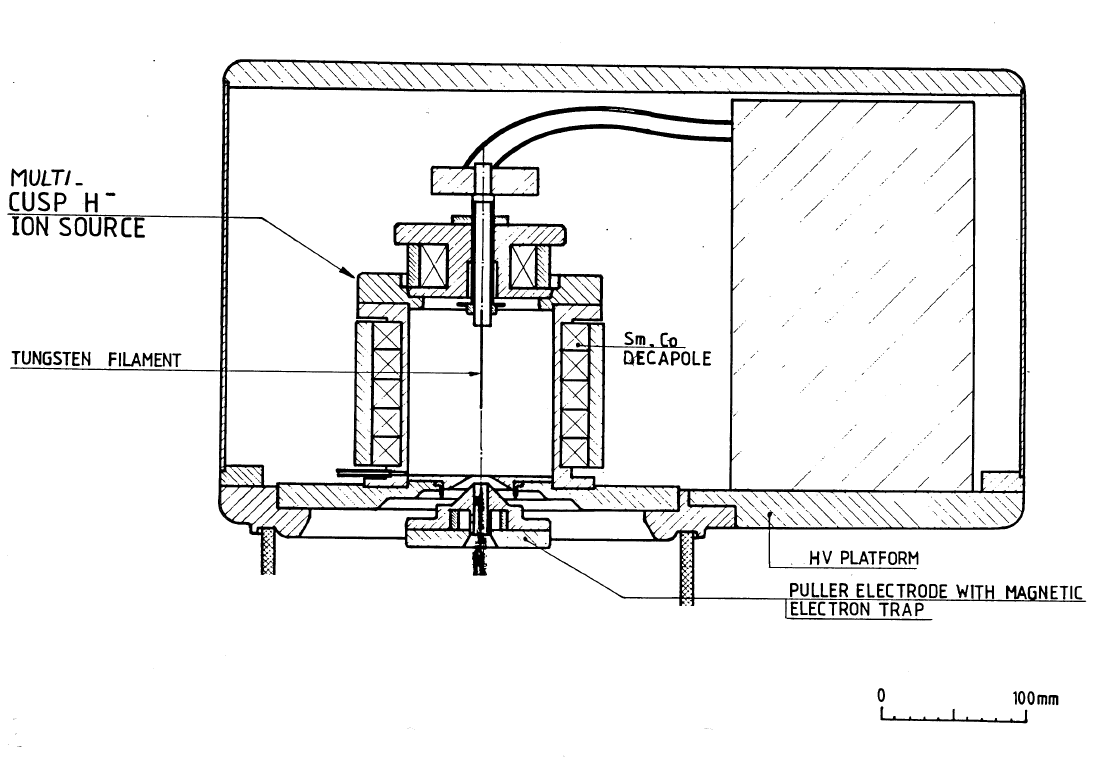 MULTI-
CUSP H⁻
ION SOURCE
TUNGSTEN FILAMENT
Sm. Co
DECAPOLE
HV PLATFORM
PULLER ELECTRODE WITH MAGNETIC
ELECTRON TRAP
0 100mm